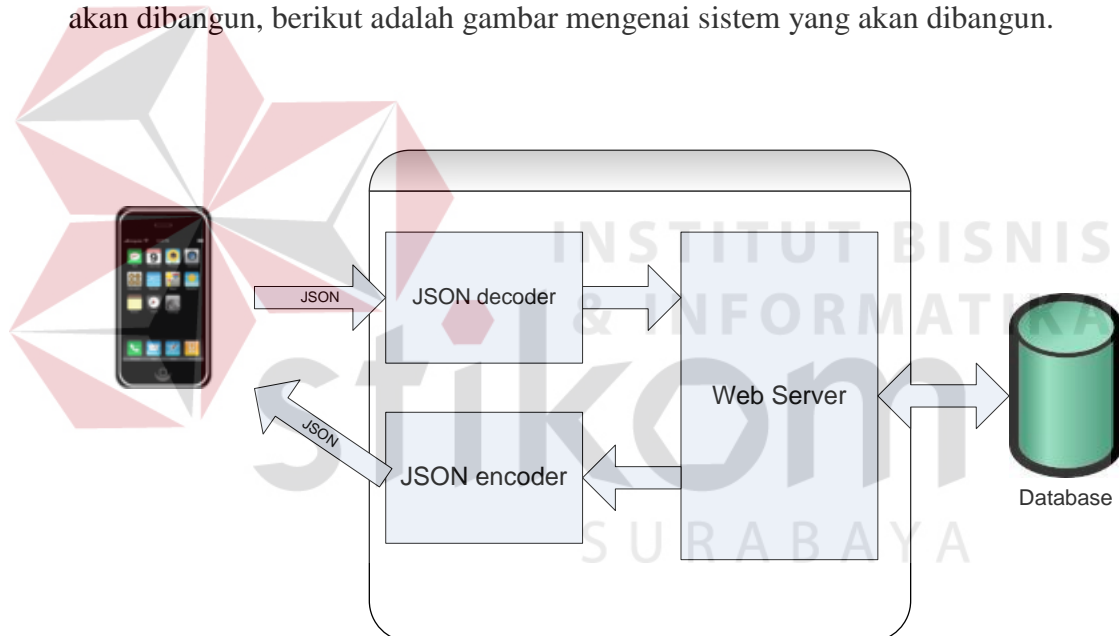 akan dibangun, berikut adalah gambar mengenai sistem yang akan dibangun.
INSTITUT BISNIS
& INFORMATIKA
stikom
SURABAYA
JSON
JSON decoder
Web Server
JSON
JSON encoder
Database